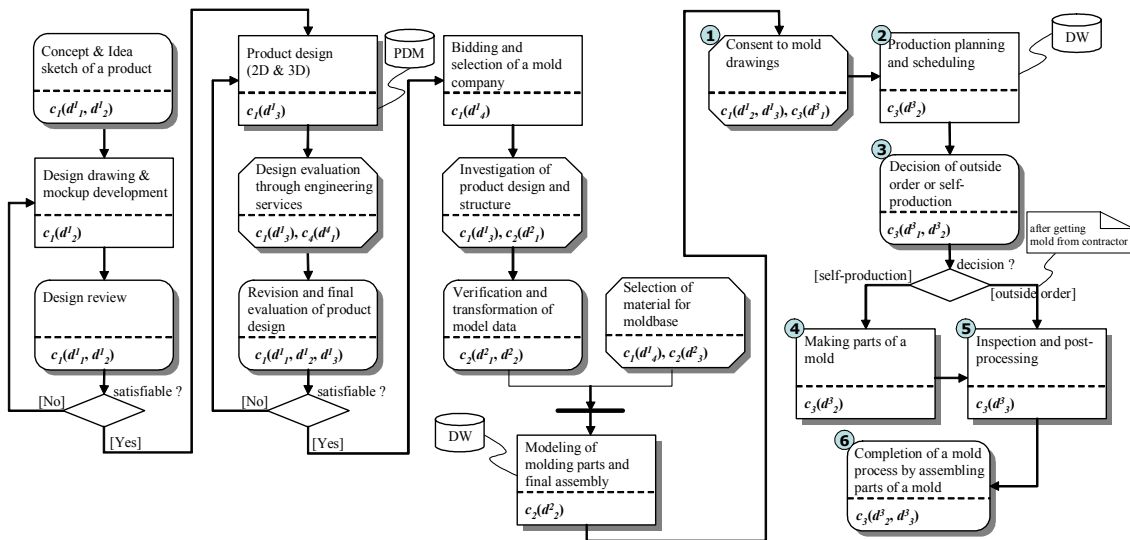 Concept & Idea
sketch of a product
c₁(d¹₁, d¹₂)
Design drawing &
mockup development
c₁(d¹₂)
Design review
c₁(d¹₁, d¹₂)
satisfiable ?
[No]
[Yes]
Product design
(2D & 3D)
c₁(d¹₃)
PDM
Design evaluation
through engineering
services
c₁(d¹₃), c₄(d⁴₁)
Revision and final
evaluation of product
design
c₁(d¹₁, d¹₂, d¹₃)
satisfiable ?
[No]
[Yes]
Bidding and
selection of a mold
company
c₁(d¹₄)
Investigation of
product design and
structure
c₁(d¹₃), c₂(d²₁)
Verification and
transformation of
model data
c₂(d²₁, d²₂)
Selection of
material for
moldbase
c₁(d¹₄), c₂(d²₃)
DW
Modeling of
molding parts and
final assembly
c₂(d²₂)
1
Consent to mold
drawings
c₁(d¹₂, d¹₃), c₃(d³₁)
2
Production planning
and scheduling
c₃(d³₂)
DW
3
Decision of outside
order or self-
production
c₃(d³₁, d³₂)
after getting
mold from contractor
decision ?
[self-production]
[outside order]
4
Making parts of a
mold
c₃(d³₂)
5
Inspection and post-
processing
c₃(d³₃)
6
Completion of a mold
process by assembling
parts of a mold
c₃(d³₂, d³₃)